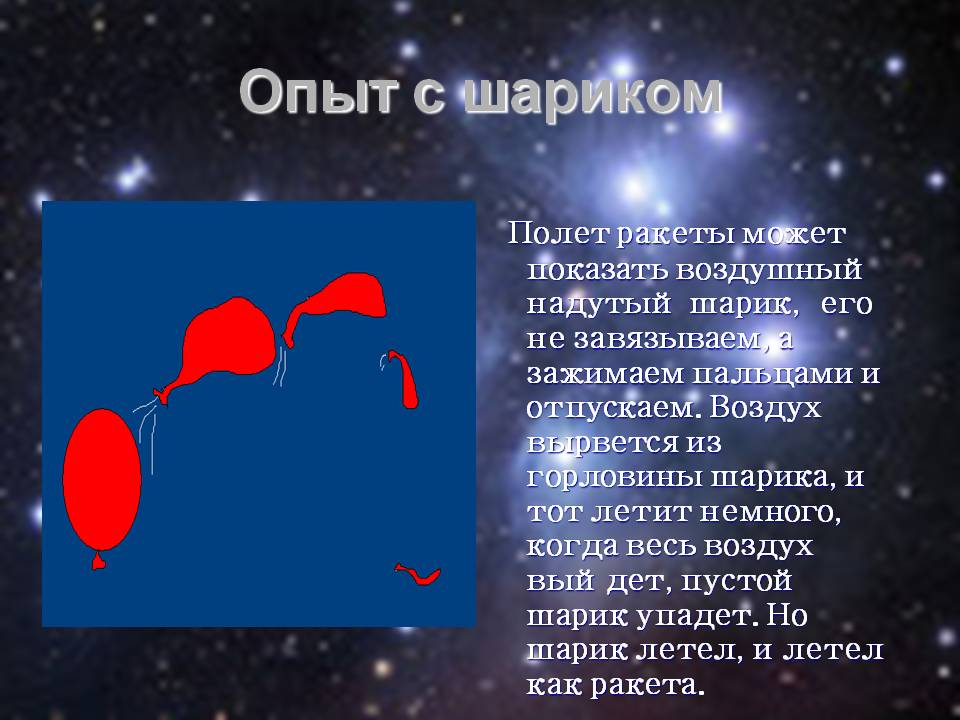 Опыт с шариком
Полет ракеты может
показать воздушный
надутый шарик, его
не завязываем, а
зажимаем пальцами и
отпускаем. Воздух
вырвется из
горловины шарика, и
тот летит немного,
когда весь воздух
вый дет, пустой
шарик упадет. Но
шарик летел, и летел
как ракета.